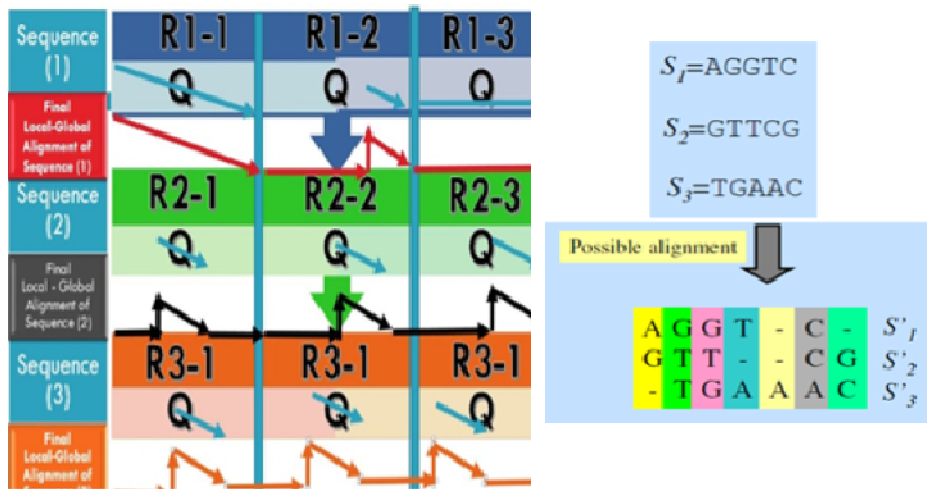 Sequence
(1)
R1-1
R1-2
R1-3
Q
Q
Q
Final
Local-Global
Alignment of
Sequence (1)
Sequence
(2)
R2-1
R2-2
R2-3
Q
Q
Q
Final
Local - Global
Alignment of
Sequence (2)
Sequence
(3)
R3-1
R3-1
R3-1
Q
Q
Q
Final
Local-Global
Alignment of
S1=AGGTC
S2=GTTCG
S3=TGAAC
Possible alignment
A G G T - C - S'1
G T T - - C G S'2
- T G A A A C S'3